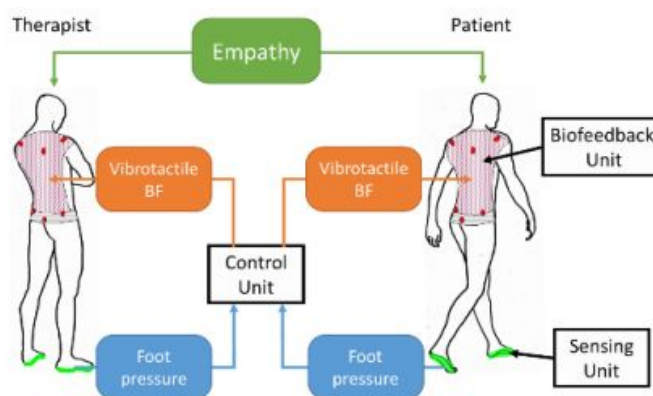 Therapist
Patient
Empathy
Vibrotactile
BF
Vibrotactile
BF
Biofeedback
Unit
Control
Unit
Foot
pressure
Foot
pressure
Sensing
Unit